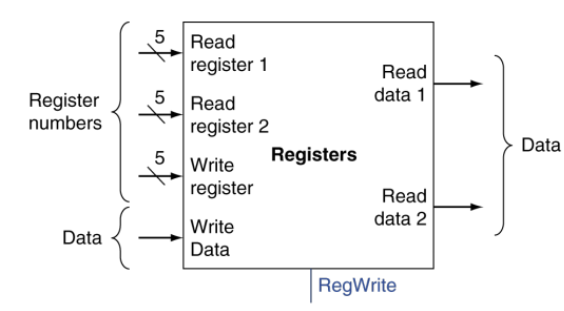 Register
numbers
Data
5
Read
register 1
5
Read
register 2
5
Write
register
Write
Data
Registers
Read
data 1
Read
data 2
Data
RegWrite